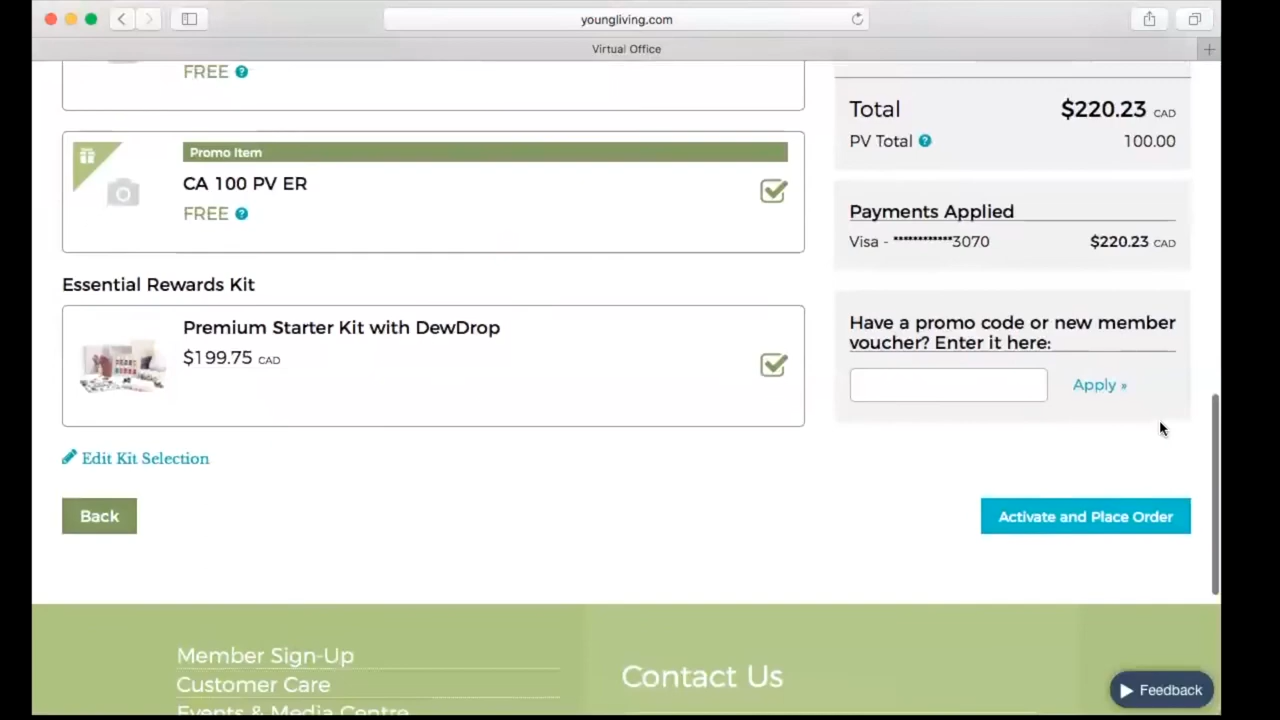 youngliving.com
Virtual Office
FREE ?
Promo Item
CA 100 PV ER
FREE ?
Essential Rewards Kit
Premium Starter Kit with DewDrop
$199.75 CAD
Edit Kit Selection
Back
Total $220.23 CAD
PV Total ? 100.00
Payments Applied
Visa - ************3070 $220.23 CAD
Have a promo code or new member
voucher? Enter it here:
Apply »
Activate and Place Order
Member Sign-Up
Customer Care
Events & Media Centre
Contact Us
Feedback